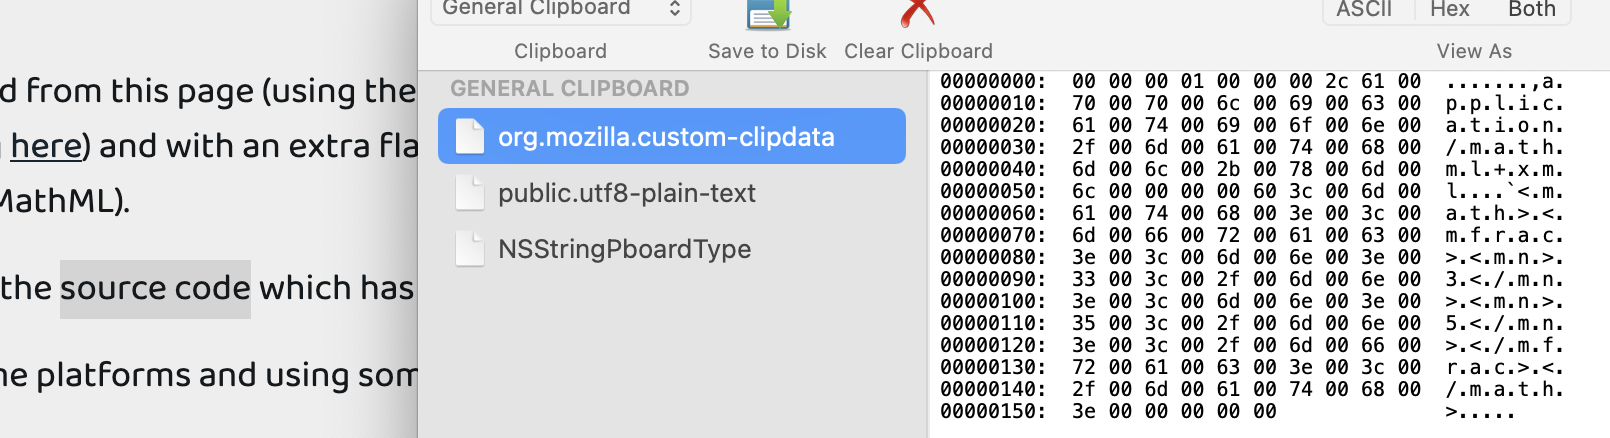 General Clipboard
ASCII Hex Both
Clipboard Save to Disk Clear Clipboard View As
d from this page (using the
here) and with an extra fla
MathML).
the source code which has
ne platforms and using som
GENERAL CLIPBOARD
org.mozilla.custom-clipdata
public.utf8-plain-text
NSStringPboardType
00000000: 00 00 00 01 00 00 00 2c 61 00 .......,a.
00000010: 70 00 70 00 6c 00 69 00 63 00 p.p.l.i.c.
00000020: 61 00 74 00 69 00 6f 00 6e 00 a.t.i.o.n.
00000030: 2f 00 6d 00 61 00 74 00 68 00 /.m.a.t.h.
00000040: 6d 00 6c 00 2b 00 78 00 6d 00 m.l.+.x.m.
00000050: 6c 00 00 00 00 60 3c 00 6d 00 l....`<.m.
00000060: 61 00 74 00 68 00 3e 00 3c 00 a.t.h.>.<.
00000070: 6d 00 66 00 72 00 61 00 63 00 m.f.r.a.c.
00000080: 3e 00 3c 00 6d 00 6e 00 3e 00 >.<.m.n.>.
00000090: 33 00 3c 00 2f 00 6d 00 6e 00 3.<./.m.n.
00000100: 3e 00 3c 00 6d 00 6e 00 3e 00 >.<.m.n.>.
00000110: 35 00 3c 00 2f 00 6d 00 6e 00 5.<./.m.n.
00000120: 3e 00 3c 00 2f 00 6d 00 66 00 >.<./.m.f.
00000130: 72 00 61 00 63 00 3e 00 3c 00 r.a.c.>.<.
00000140: 2f 00 6d 00 61 00 74 00 68 00 /.m.a.t.h.
00000150: 3e 00 00 00 00 00 >.....